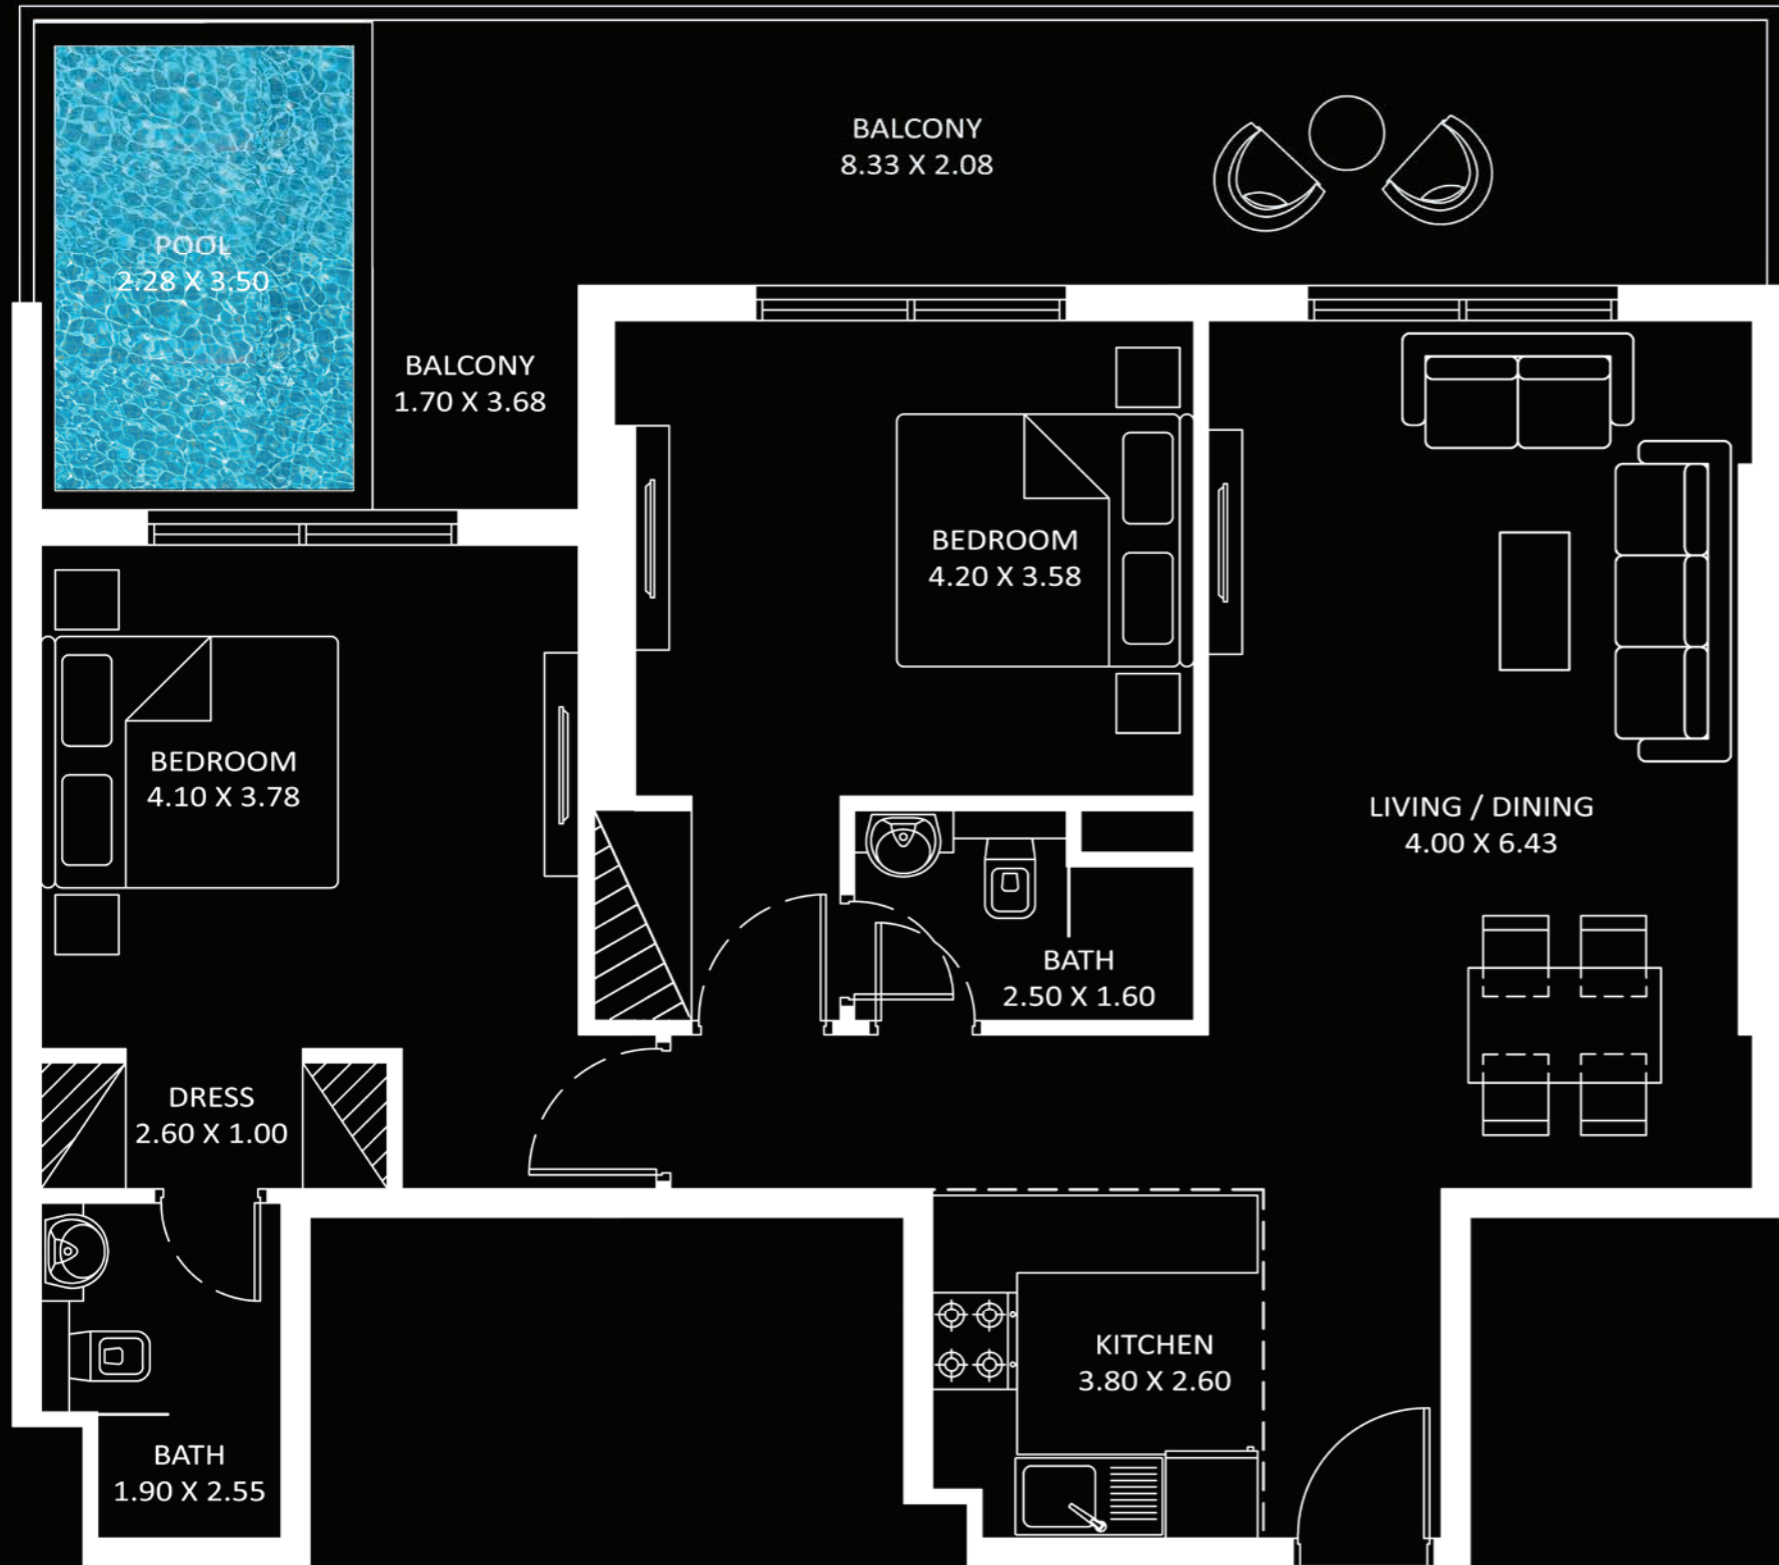 BALCONY
8.33 X 2.08
POOL
2.28 X 3.50
BALCONY
1.70 X 3.68
BEDROOM
4.20 X 3.58
BEDROOM
4.10 X 3.78
LIVING / DINING
4.00 X 6.43
BATH
2.50 X 1.60
DRESS
2.60 X 1.00
KITCHEN
3.80 X 2.60
BATH
1.90 X 2.55